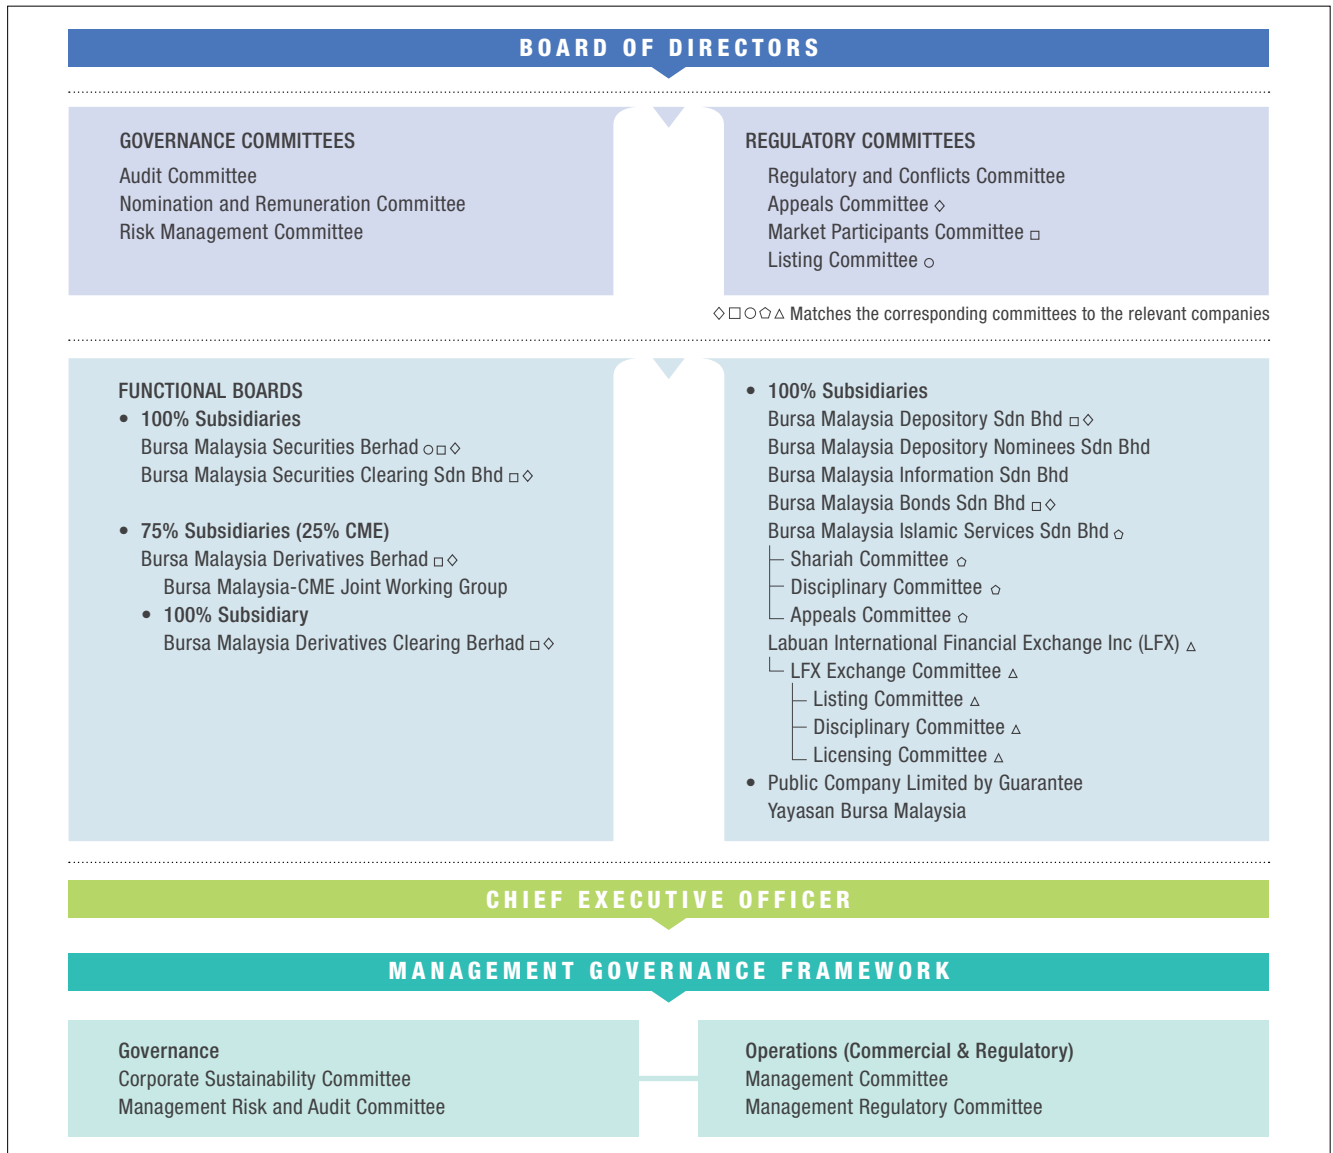 BOARD OF DIRECTORS
GOVERNANCE COMMITTEES
Audit Committee
Nomination and Remuneration Committee
Risk Management Committee
REGULATORY COMMITTEES
Regulatory and Conflicts Committee
Appeals Committee ◇
Market Participants Committee □
Listing Committee ○
◇□○⬠△ Matches the corresponding committees to the relevant companies
FUNCTIONAL BOARDS
• 100% Subsidiaries
Bursa Malaysia Securities Berhad ○□◇
Bursa Malaysia Securities Clearing Sdn Bhd □◇
• 75% Subsidiaries (25% CME)
Bursa Malaysia Derivatives Berhad □◇
Bursa Malaysia-CME Joint Working Group
• 100% Subsidiary
Bursa Malaysia Derivatives Clearing Berhad □◇
• 100% Subsidiaries
Bursa Malaysia Depository Sdn Bhd □◇
Bursa Malaysia Depository Nominees Sdn Bhd
Bursa Malaysia Information Sdn Bhd
Bursa Malaysia Bonds Sdn Bhd □◇
Bursa Malaysia Islamic Services Sdn Bhd ⬠
Shariah Committee ⬠
Disciplinary Committee ⬠
Appeals Committee ⬠
Labuan International Financial Exchange Inc (LFX) △
LFX Exchange Committee △
Listing Committee △
Disciplinary Committee △
Licensing Committee △
• Public Company Limited by Guarantee
Yayasan Bursa Malaysia
CHIEF EXECUTIVE OFFICER
MANAGEMENT GOVERNANCE FRAMEWORK
Governance
Corporate Sustainability Committee
Management Risk and Audit Committee
Operations (Commercial & Regulatory)
Management Committee
Management Regulatory Committee